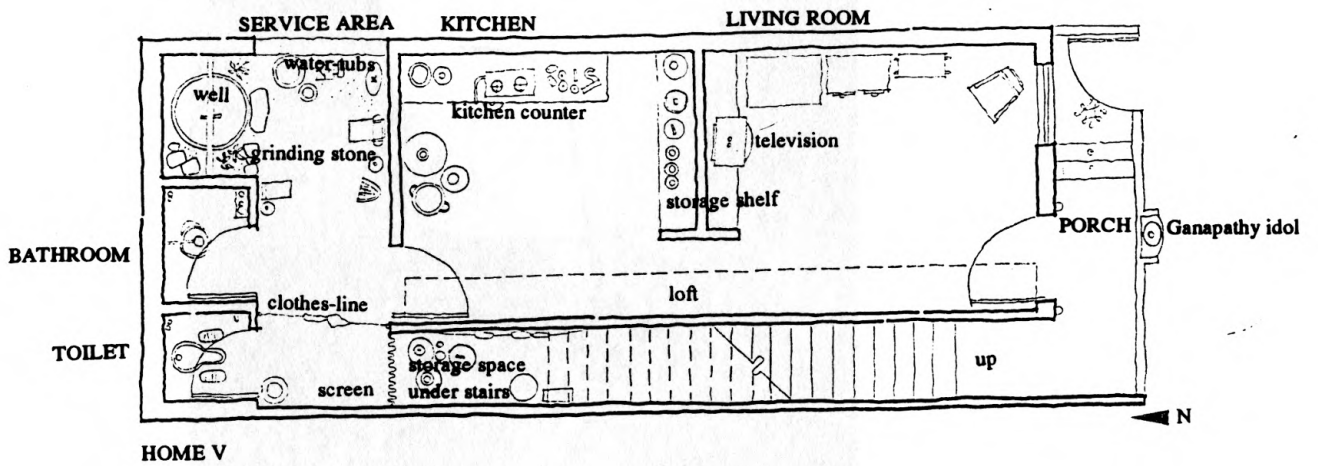 SERVICE AREA KITCHEN LIVING ROOM
water-tubs
well
kitchen counter
grinding stone television
storage shelf
PORCH Ganapathy idol
BATHROOM
loft
clothes-line
TOILET up
storage space
screen under stairs
N
HOME V